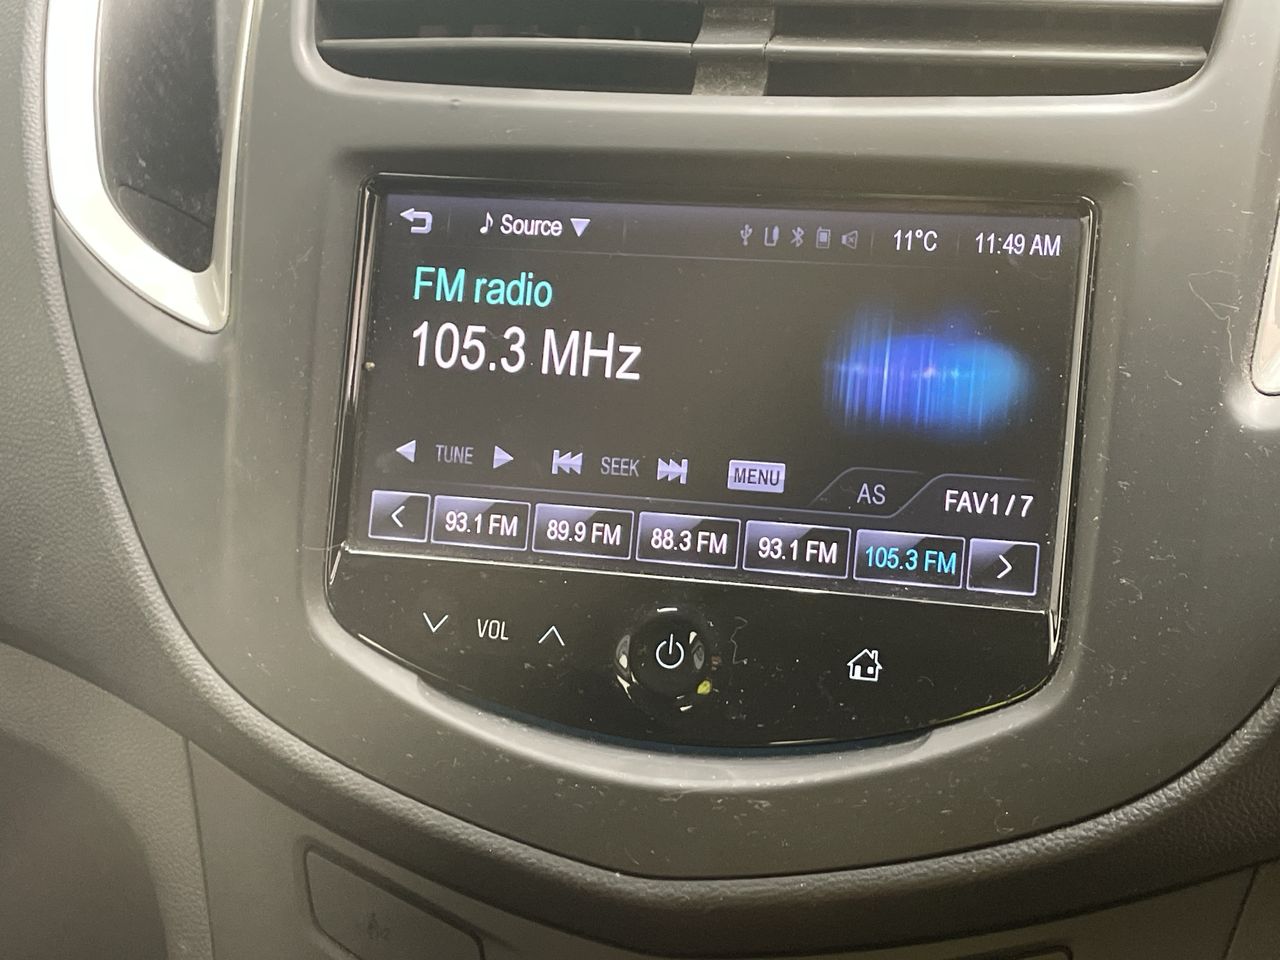 Source 11°C 11:49 AM
FM radio
105.3 MHz
TUNE SEEK MENU AS FAV1/7
93.1 FM 89.9 FM 88.3 FM 93.1 FM 105.3 FM
VOL